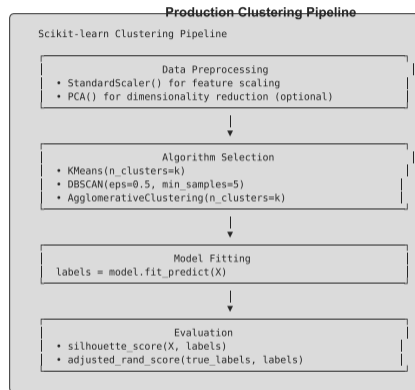 Production Clustering Pipeline
Scikit-learn Clustering Pipeline
Data Preprocessing
• StandardScaler() for feature scaling
• PCA() for dimensionality reduction (optional)
Algorithm Selection
• KMeans(n_clusters=k)
• DBSCAN(eps=0.5, min_samples=5)
• AgglomerativeClustering(n_clusters=k)
Model Fitting
labels = model.fit_predict(X)
Evaluation
• silhouette_score(X, labels)
• adjusted_rand_score(true_labels, labels)